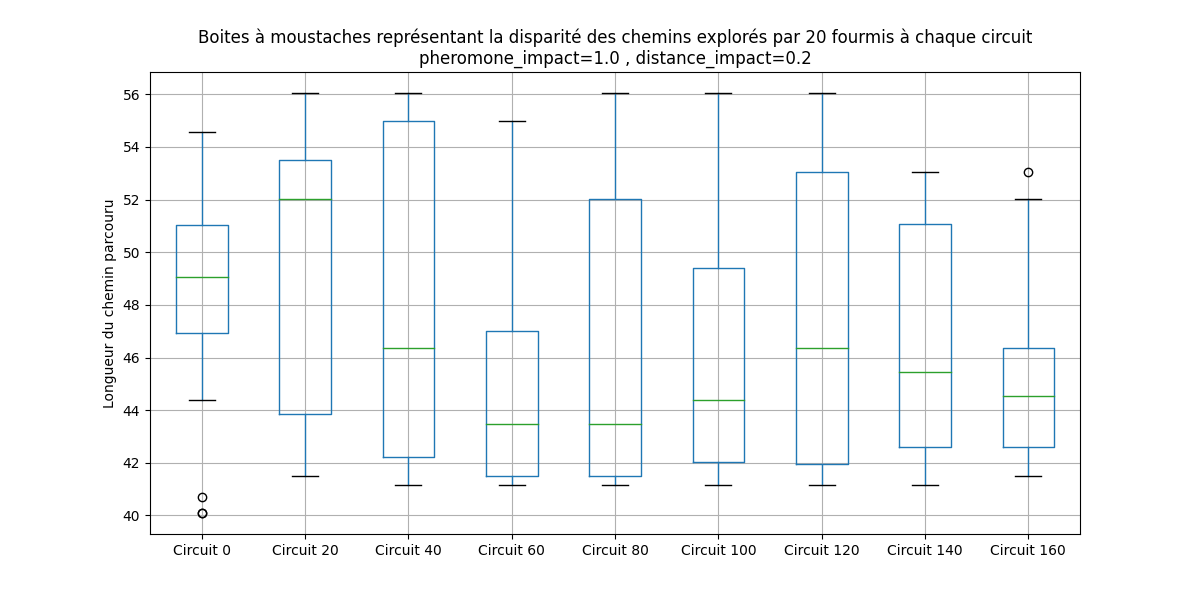 Boites à moustaches représentant la disparité des chemins explorés par 20 fourmis à chaque circuit
pheromone_impact=1.0 , distance_impact=0.2
Longueur du chemin parcouru
56
54
52
50
48
46
44
42
40
Circuit 0 Circuit 20 Circuit 40 Circuit 60 Circuit 80 Circuit 100 Circuit 120 Circuit 140 Circuit 160